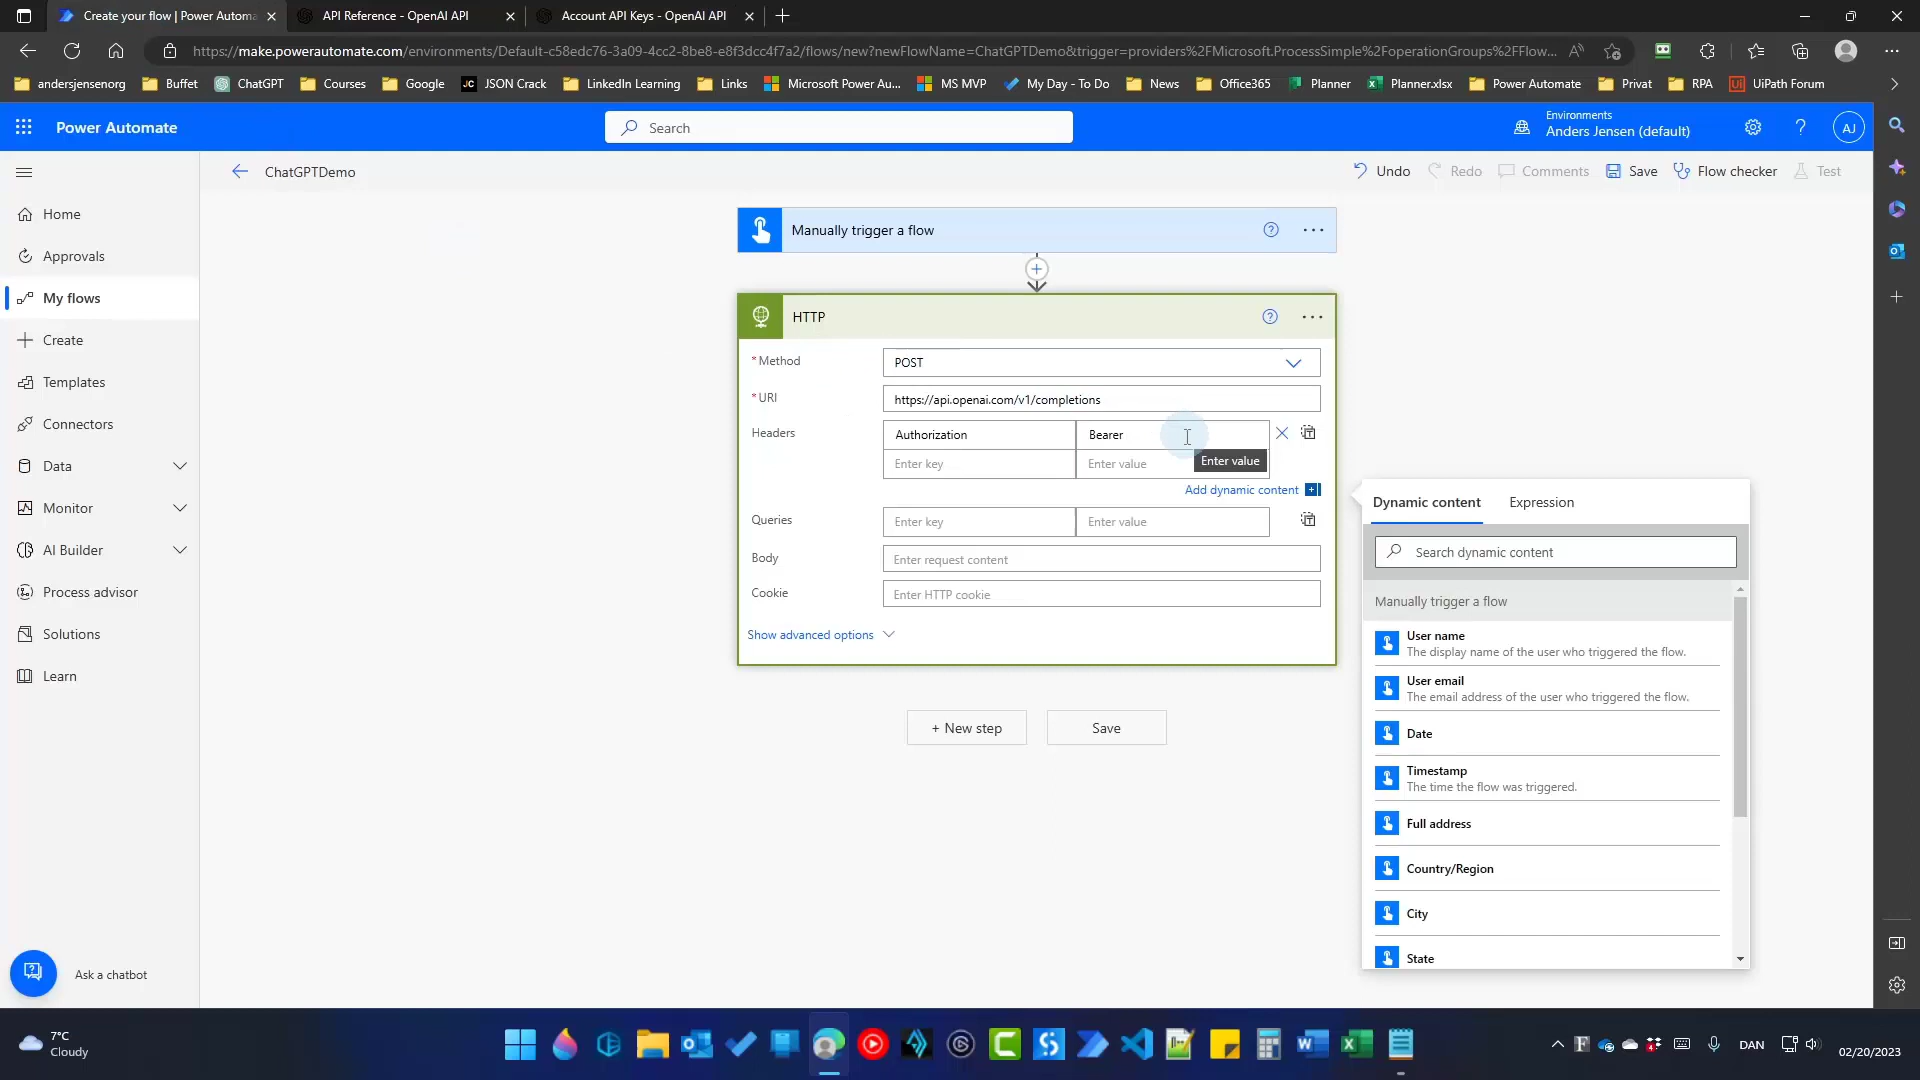 Create your flow | Power Automa
API Reference - OpenAI API
Account API Keys - OpenAI API
https://make.powerautomate.com/environments/Default-c58edc76-3a09-4cc2-8be8-e8f3dcc4f7a2/flows/new?newFlowName=ChatGPTDemo&trigger=providers%2FMicrosoft.ProcessSimple%2FoperationGroups%2FFlow...
andersjensenorg
Buffet
ChatGPT
Courses
Google
JC JSON Crack
LinkedIn Learning
Links
Microsoft Power Au...
MS MVP
My Day - To Do
News
Office365
Planner
Planner.xlsx
Power Automate
Privat
RPA
Ui UiPath Forum
Power Automate
Search
Environments
Anders Jensen (default)
AJ
ChatGPTDemo
Undo
Redo
Comments
Save
Flow checker
Test
Home
Approvals
My flows
Create
Templates
Connectors
Data
Monitor
AI Builder
Process advisor
Solutions
Learn
Ask a chatbot
Manually trigger a flow
HTTP
* Method
POST
* URI
https://api.openai.com/v1/completions
Headers
Authorization
Bearer
Enter key
Enter value
Enter value
Add dynamic content
Queries
Enter key
Enter value
Body
Enter request content
Cookie
Enter HTTP cookie
Show advanced options
+ New step
Save
Dynamic content
Expression
Search dynamic content
Manually trigger a flow
User name
The display name of the user who triggered the flow.
User email
The email address of the user who triggered the flow.
Date
Timestamp
The time the flow was triggered.
Full address
Country/Region
City
State
7°C
Cloudy
DAN
02/20/2023